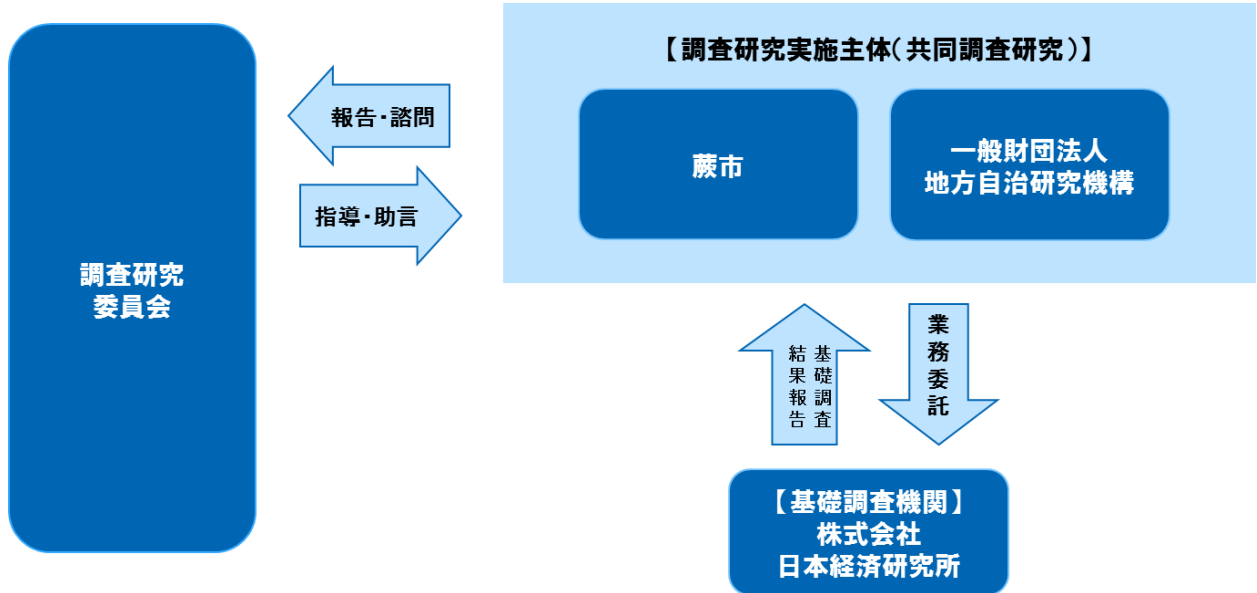 【調査研究実施主体(共同調査研究)】
調査研究
委員会
報告・諮問
指導・助言
蕨市
一般財団法人
地方自治研究機構
基礎調査
結果報告
業務委託
【基礎調査機関】
株式会社
日本経済研究所